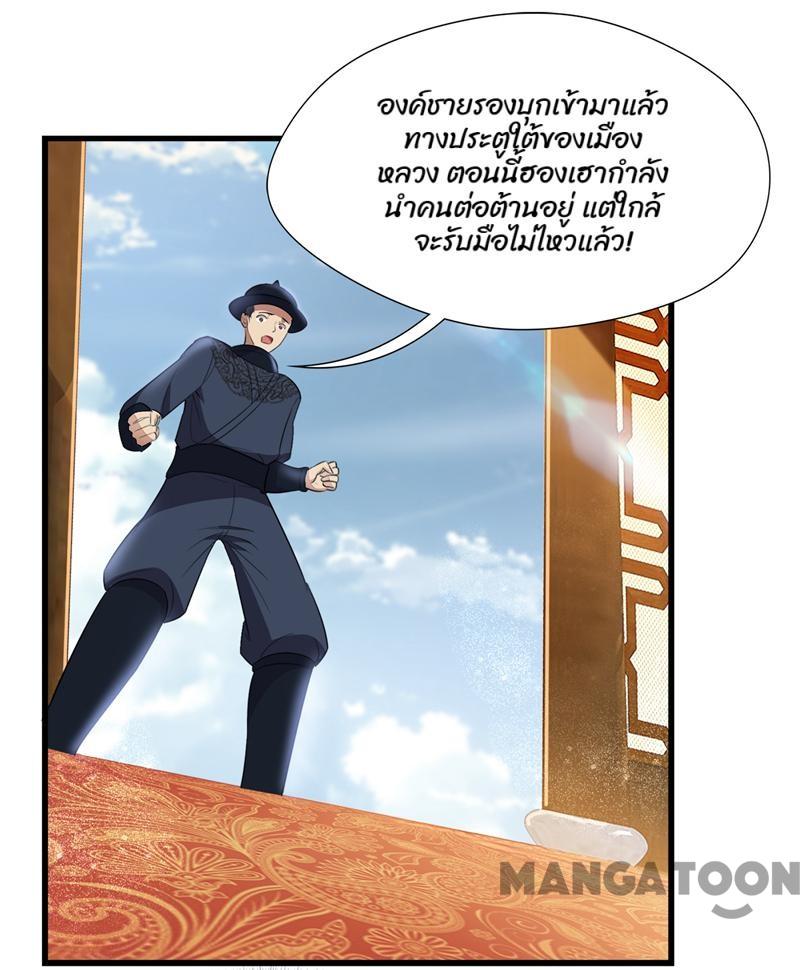 องค์ชายรองบุกเข้ามาแล้ว
ทางประตูใต้ของเมือง
หลวง ตอนนี้ฮองเฮากำลัง
นำคนต่อต้านอยู่ แต่ใกล้
จะรับมือไม่ไหวแล้ว!
MANGATOON